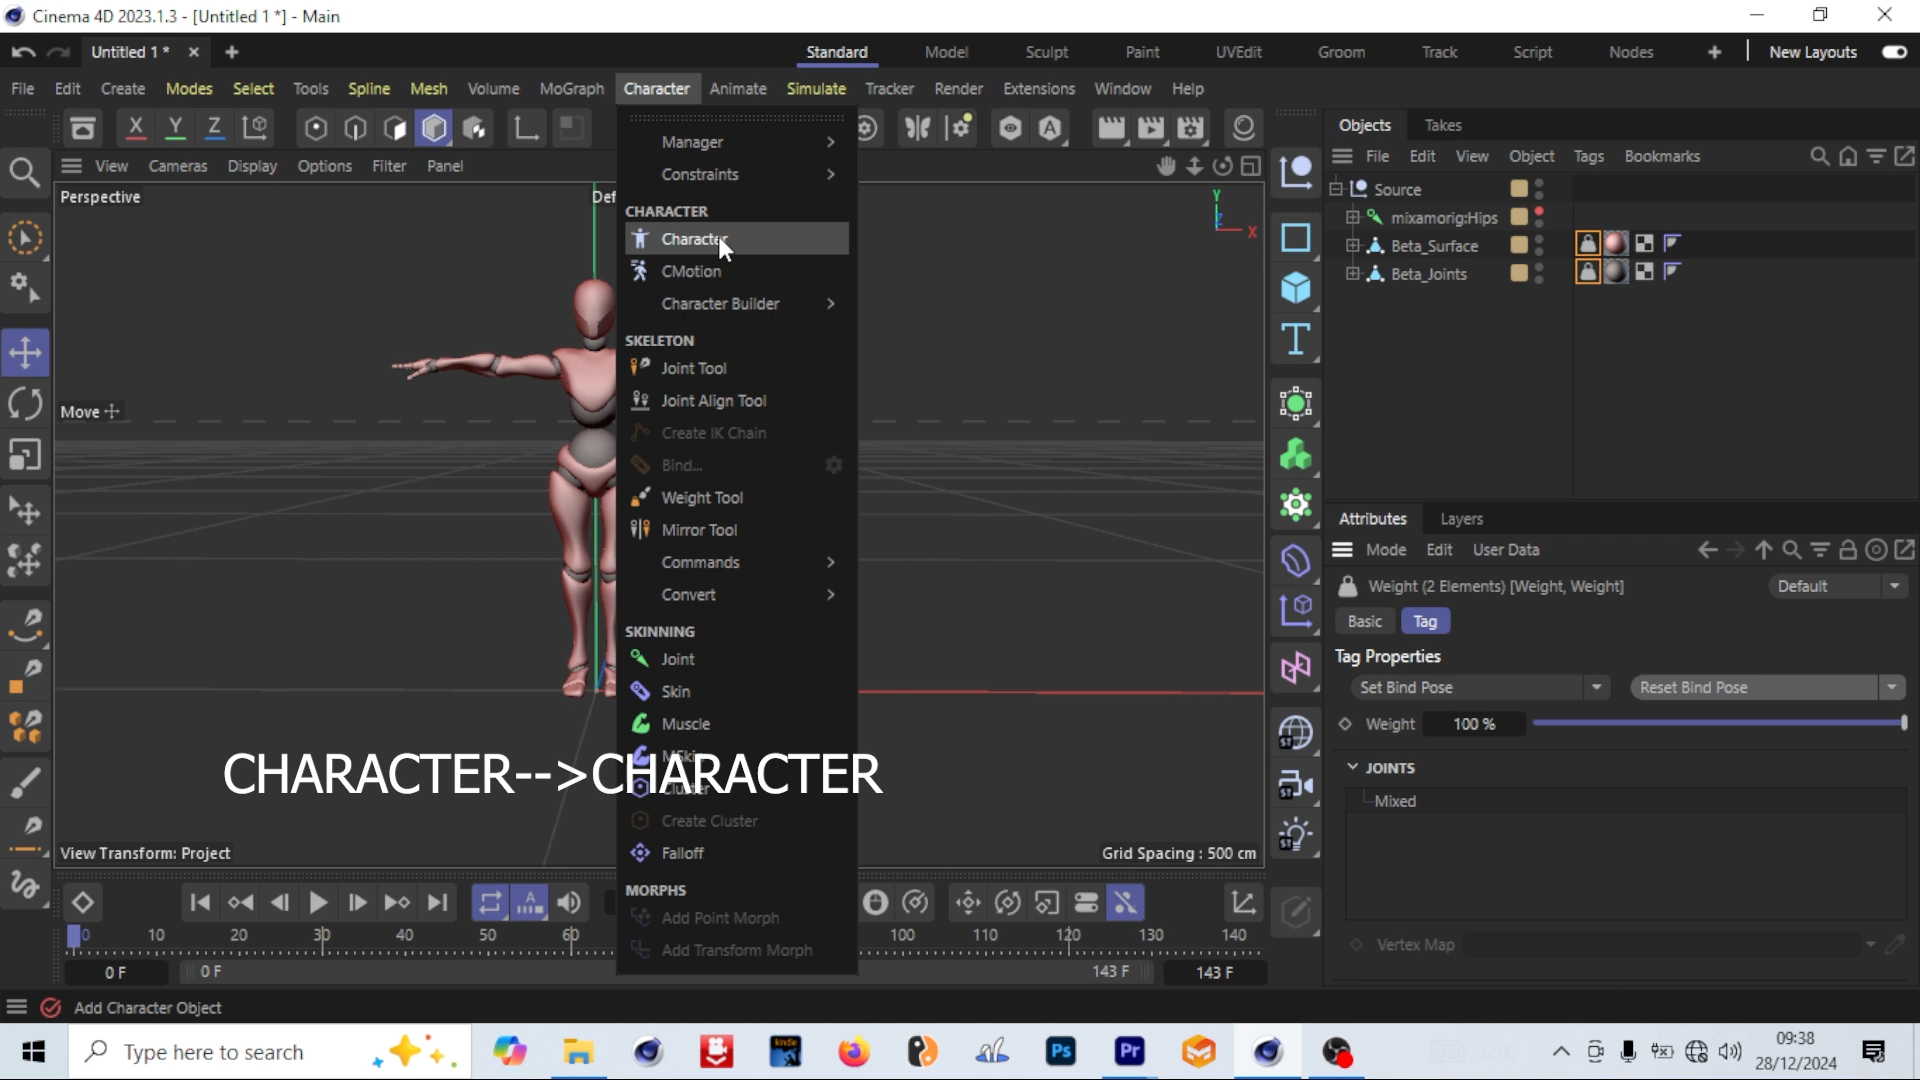 Cinema 4D 2023.1.3 - [Untitled 1 *] - Main
Untitled 1 *
Standard
Model
Sculpt
Paint
UVEdit
Groom
Track
Script
Nodes
New Layouts
File
Edit
Create
Modes
Select
Tools
Spline
Mesh
Volume
MoGraph
Character
Animate
Simulate
Tracker
Render
Extensions
Window
Help
X
Y
Z
View
Cameras
Display
Options
Filter
Panel
Perspective
Def
Y
Z
X
Move
Manager
Constraints
CHARACTER
Character
CMotion
Character Builder
SKELETON
Joint Tool
Joint Align Tool
Create IK Chain
Bind...
Weight Tool
Mirror Tool
Commands
Convert
SKINNING
Joint
Skin
Muscle
MSkin
Cluster
Create Cluster
Falloff
MORPHS
Add Point Morph
Add Transform Morph
CHARACTER-->CHARACTER
View Transform: Project
Grid Spacing : 500 cm
Objects
Takes
File
Edit
View
Object
Tags
Bookmarks
Source
mixamorig:Hips
Beta_Surface
Beta_Joints
Attributes
Layers
Mode
Edit
User Data
Weight (2 Elements) [Weight, Weight]
Default
Basic
Tag
Tag Properties
Set Bind Pose
Reset Bind Pose
Weight
100 %
JOINTS
Mixed
Vertex Map
0 10 20 30 40 50 60 100 110 120 130 140
0 F
0 F
143 F
143 F
Add Character Object
Type here to search
kindle
Ps
Pr
09:38
28/12/2024